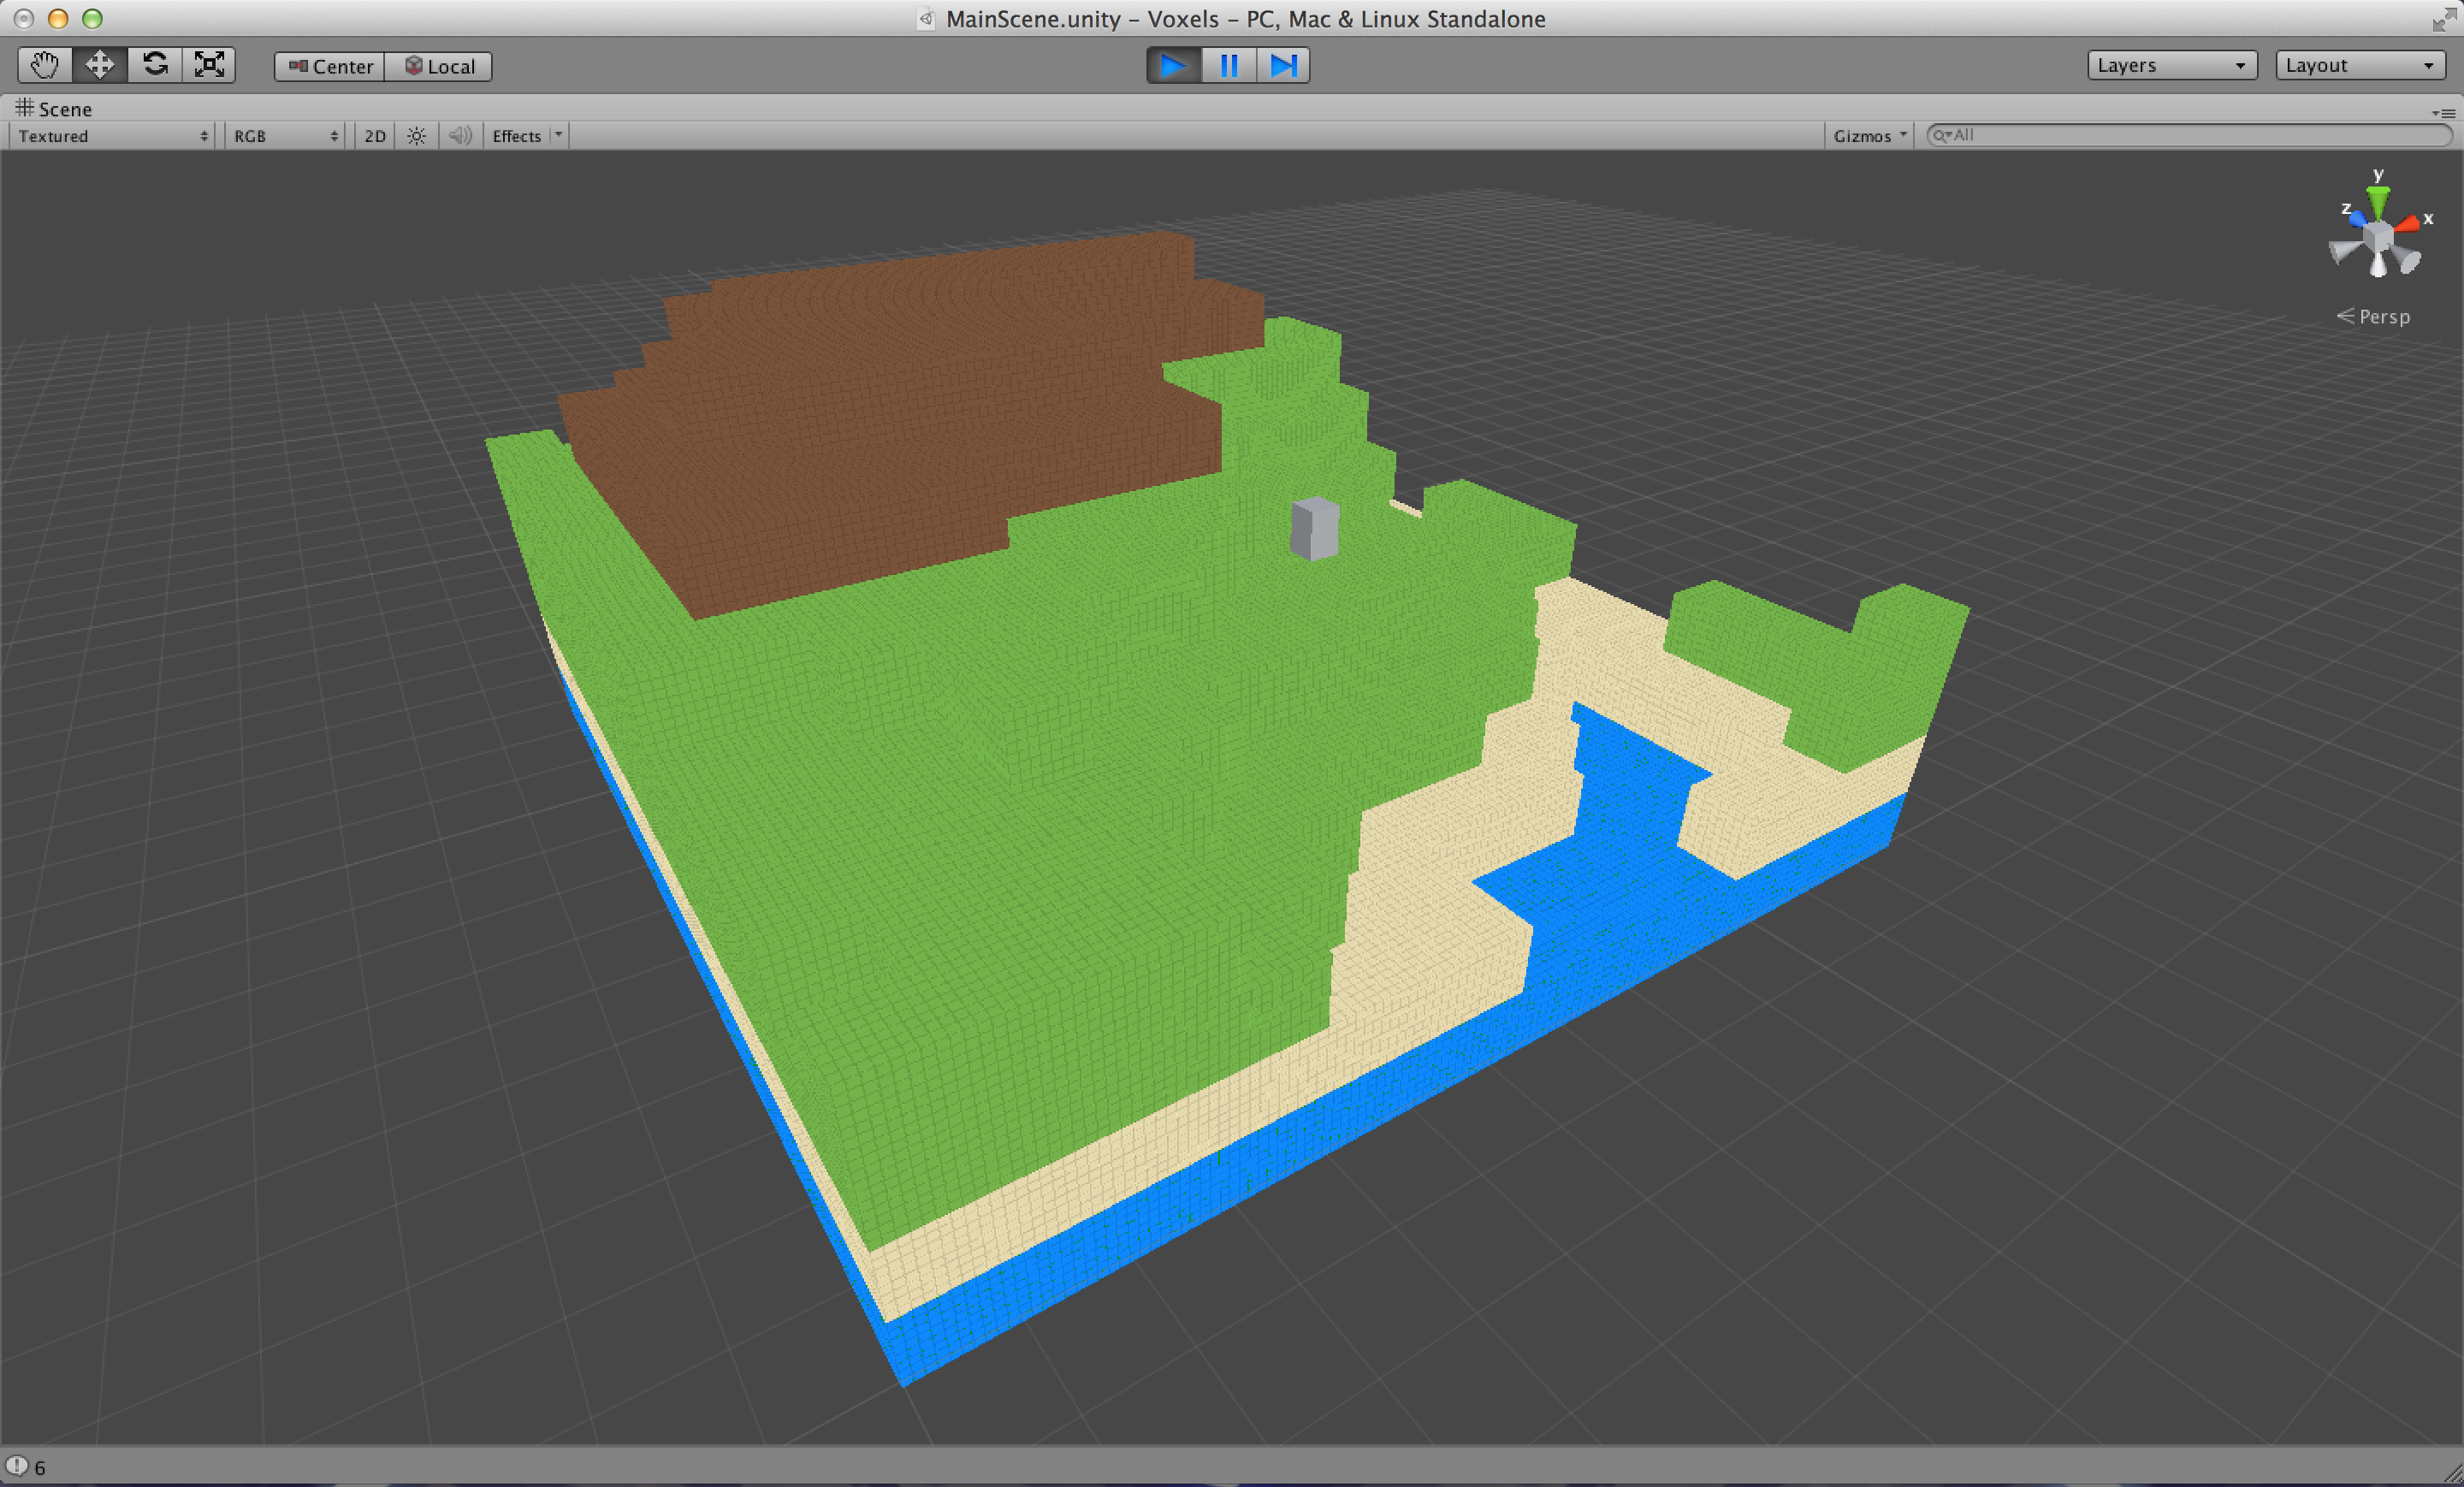 MainScene.unity – Voxels – PC, Mac & Linux Standalone
Center Local Layers Layout
Scene
Textured RGB 2D Effects Gizmos All
y
z x
Persp
6